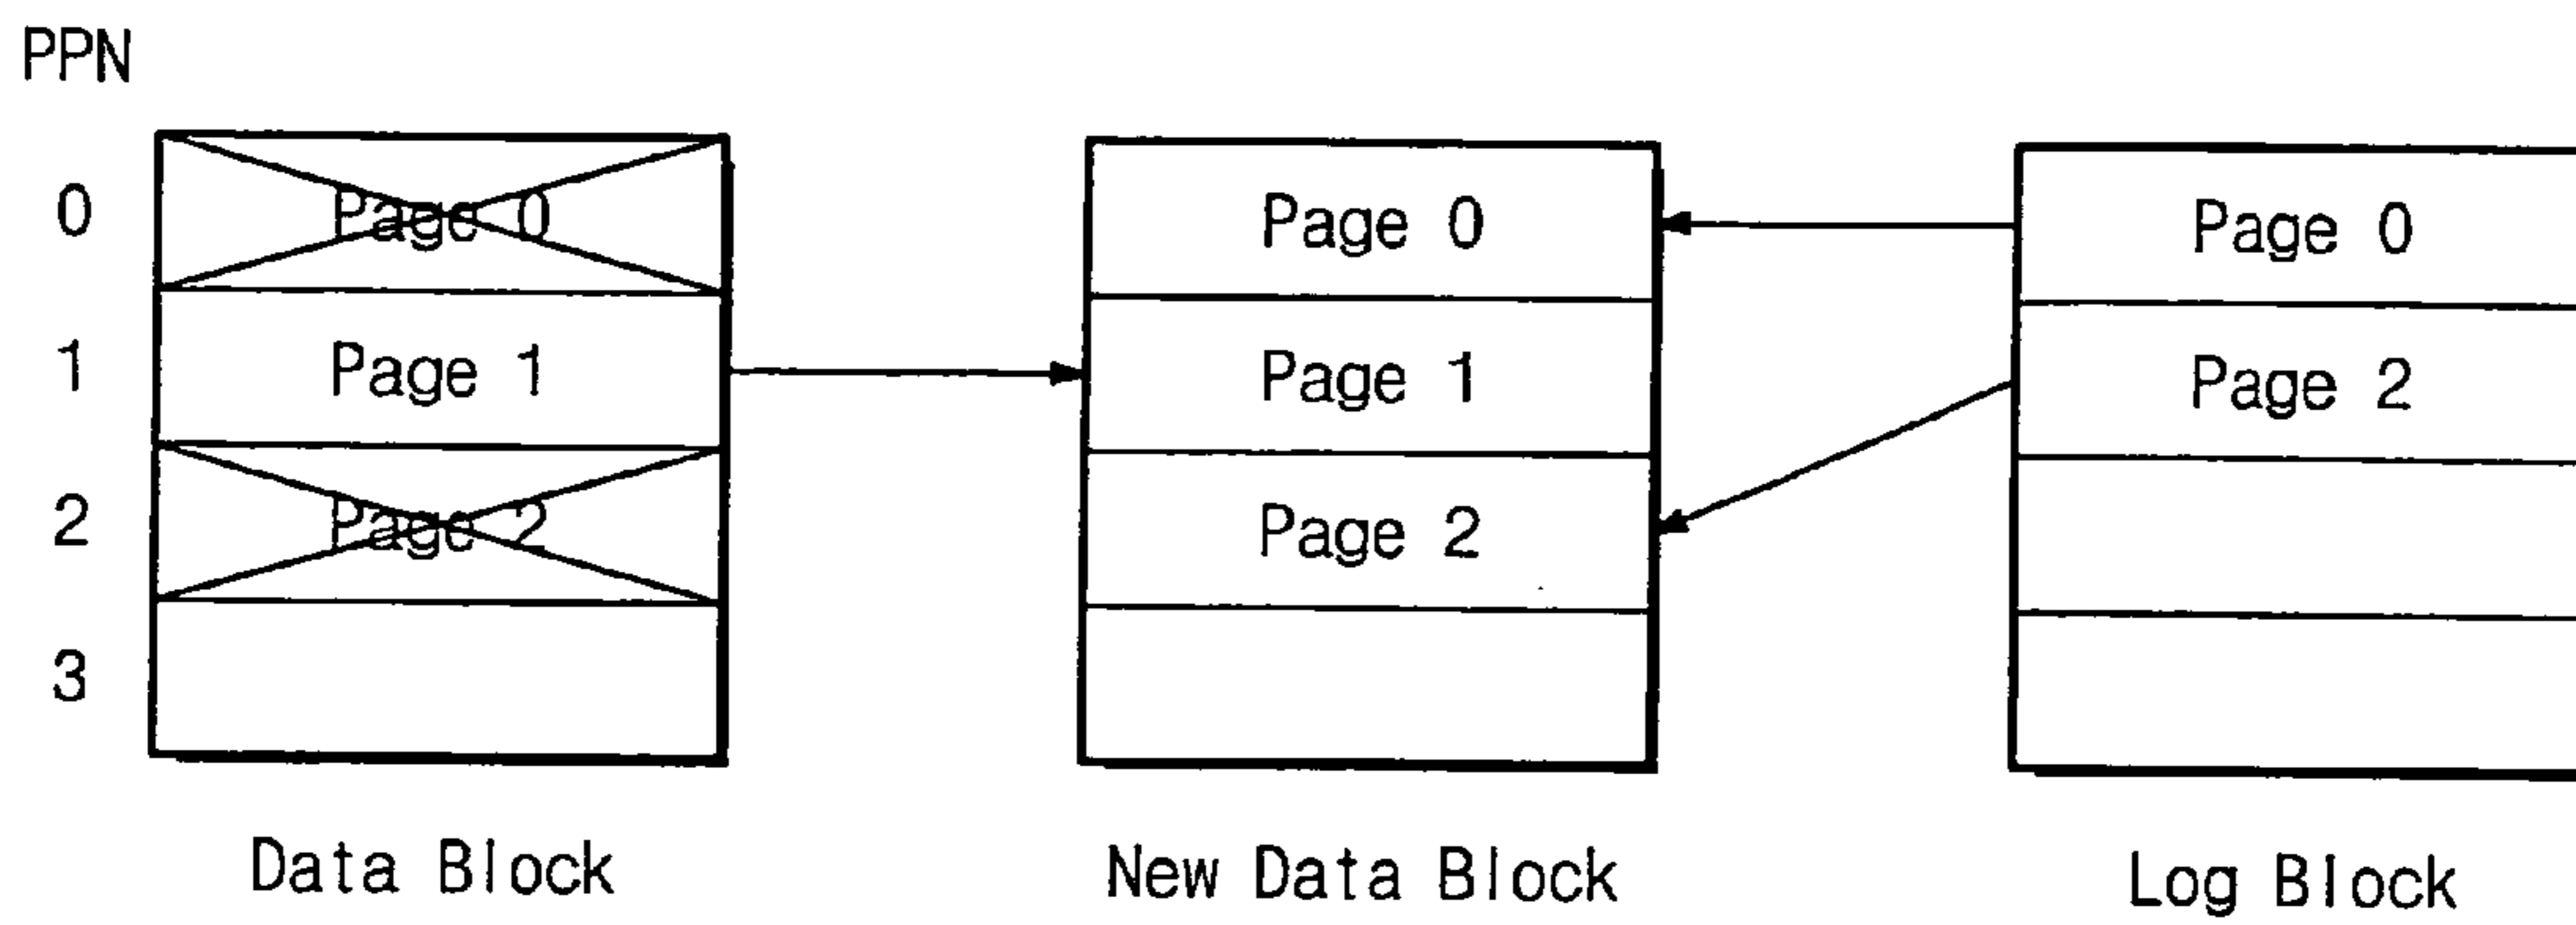 PPN
0 Page 0 Page 0 Page 0
1 Page 1 Page 1 Page 2
2 Page 2 Page 2
3
Data Block New Data Block Log Block